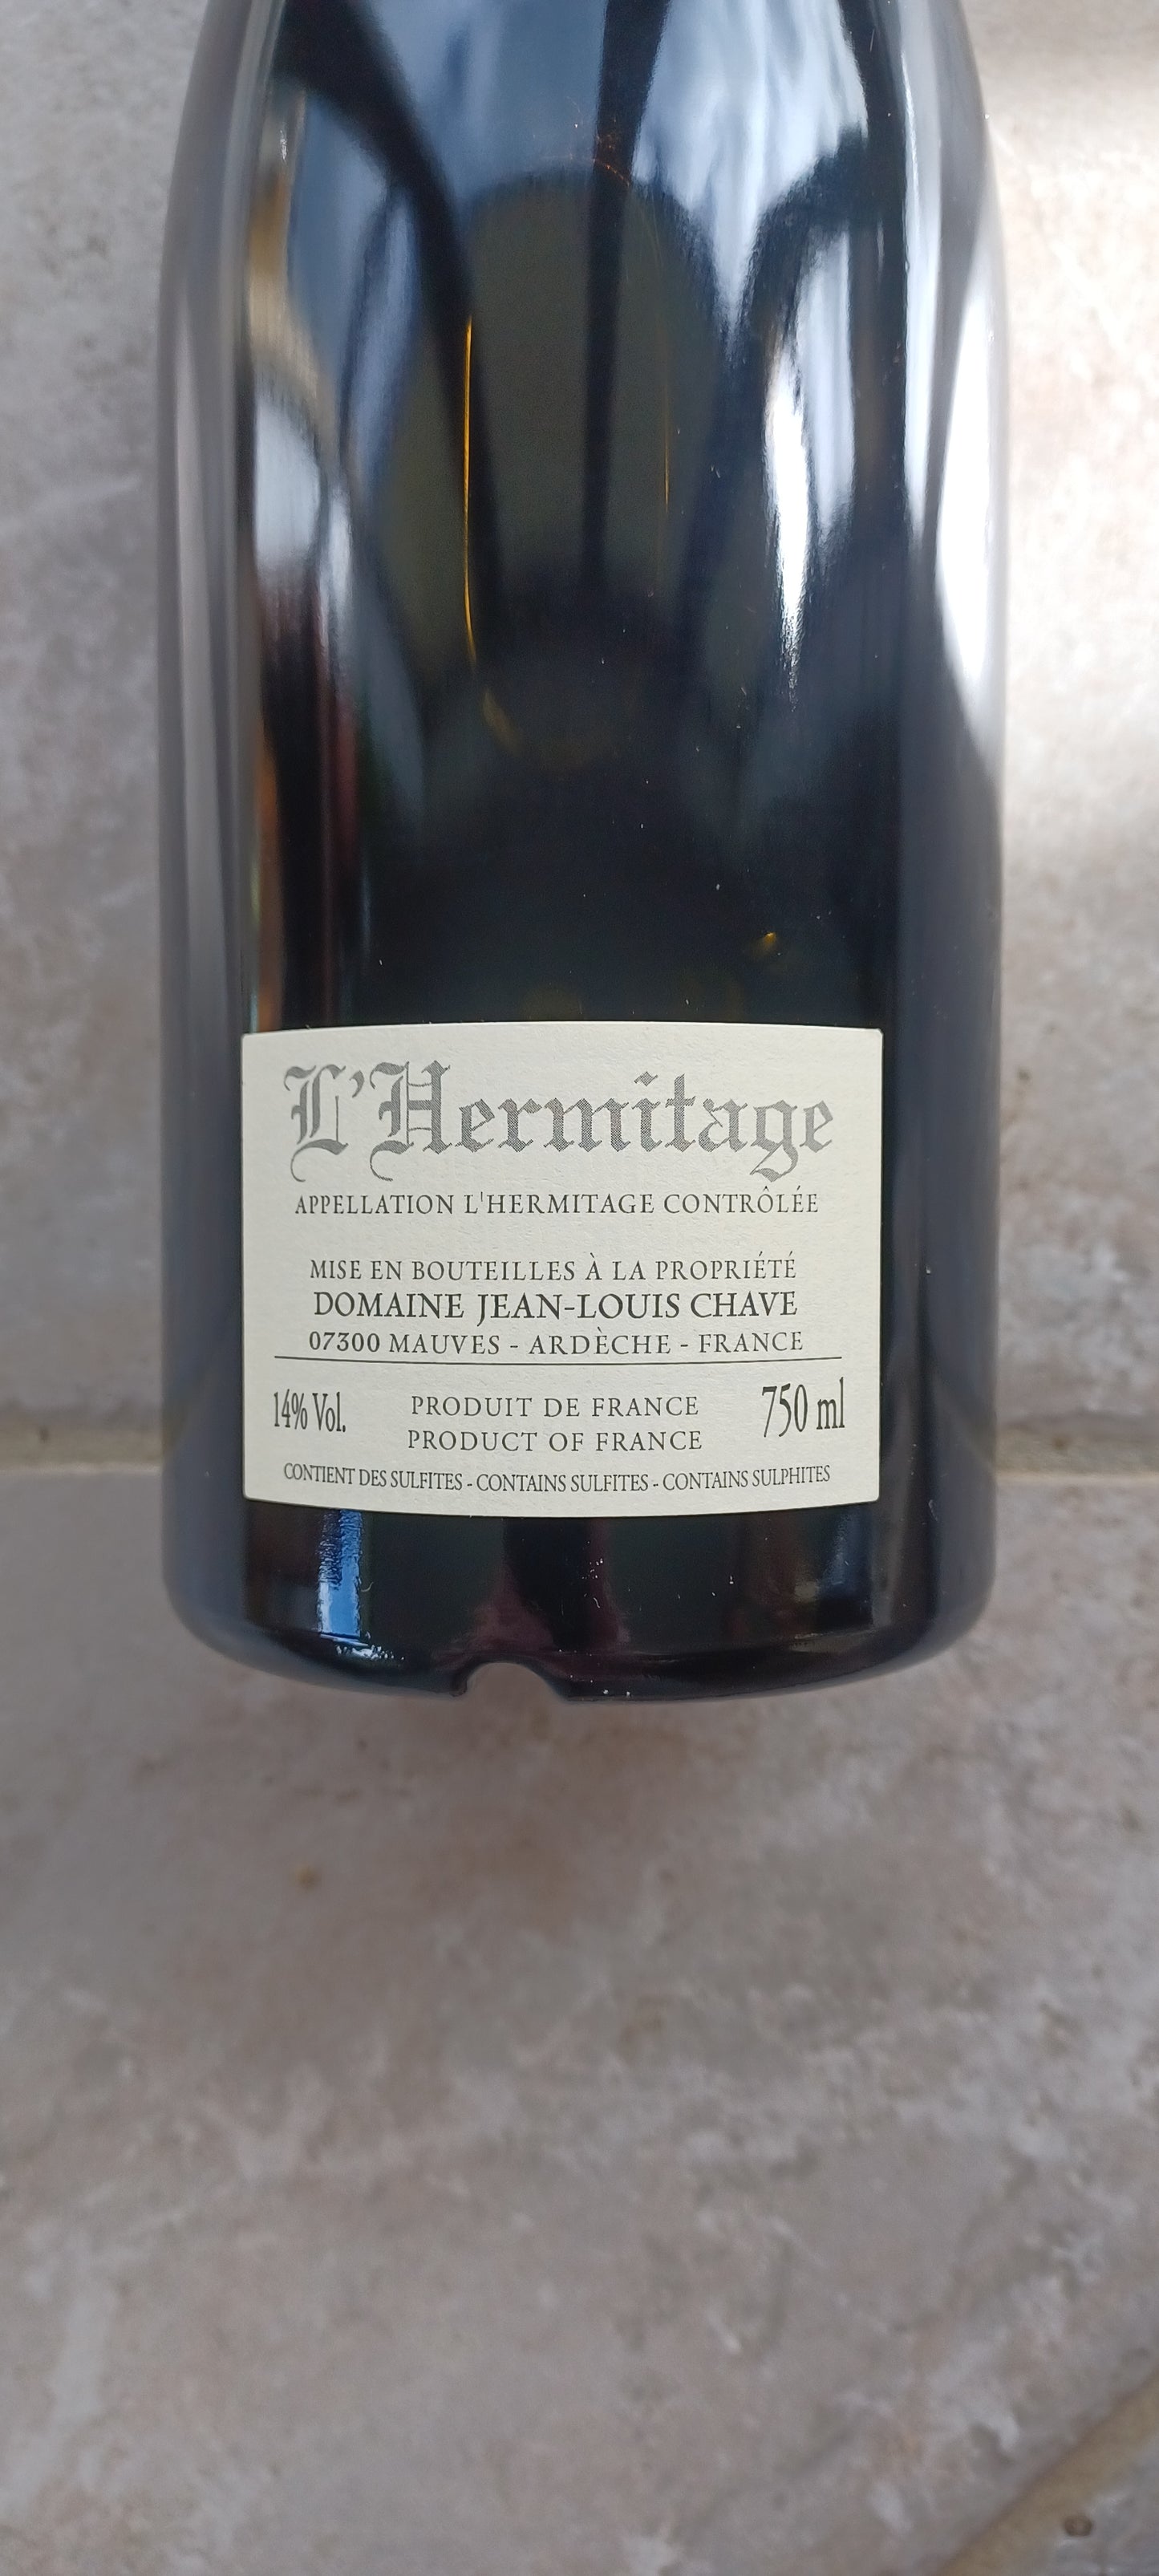 L'Hermitage
APPELLATION L'HERMITAGE CONTRÔLÉE
MISE EN BOUTEILLES À LA PROPRIÉTÉ
DOMAINE JEAN-LOUIS CHAVE
07300 MAUVES - ARDÈCHE - FRANCE
14% Vol. PRODUIT DE FRANCE 750 ml
PRODUCT OF FRANCE
CONTIENT DES SULFITES - CONTAINS SULFITES - CONTAINS SULPHITES